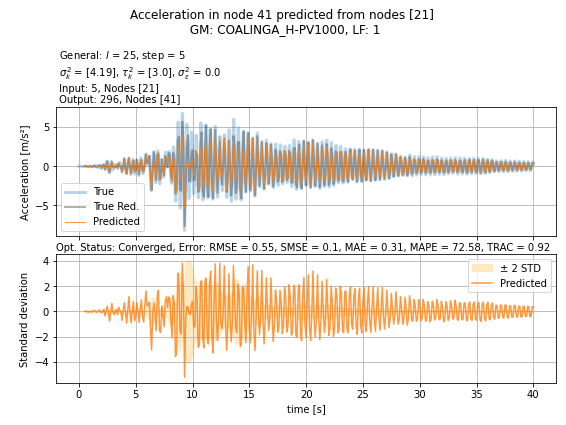 Acceleration in node 41 predicted from nodes [21]
GM: COALINGA_H-PV1000, LF: 1
General: l = 25, step = 5
σ²ₖ = [4.19], τ²ₖ = [3.0], σ²ₑ = 0.0
Input: 5, Nodes [21]
Output: 296, Nodes [41]
Acceleration [m/s²]
5
0
−5
True
True Red.
Predicted
Opt. Status: Converged, Error: RMSE = 0.55, SMSE = 0.1, MAE = 0.31, MAPE = 72.58, TRAC = 0.92
Standard deviation
4
2
0
−2
−4
± 2 STD
Predicted
0 5 10 15 20 25 30 35 40
time [s]